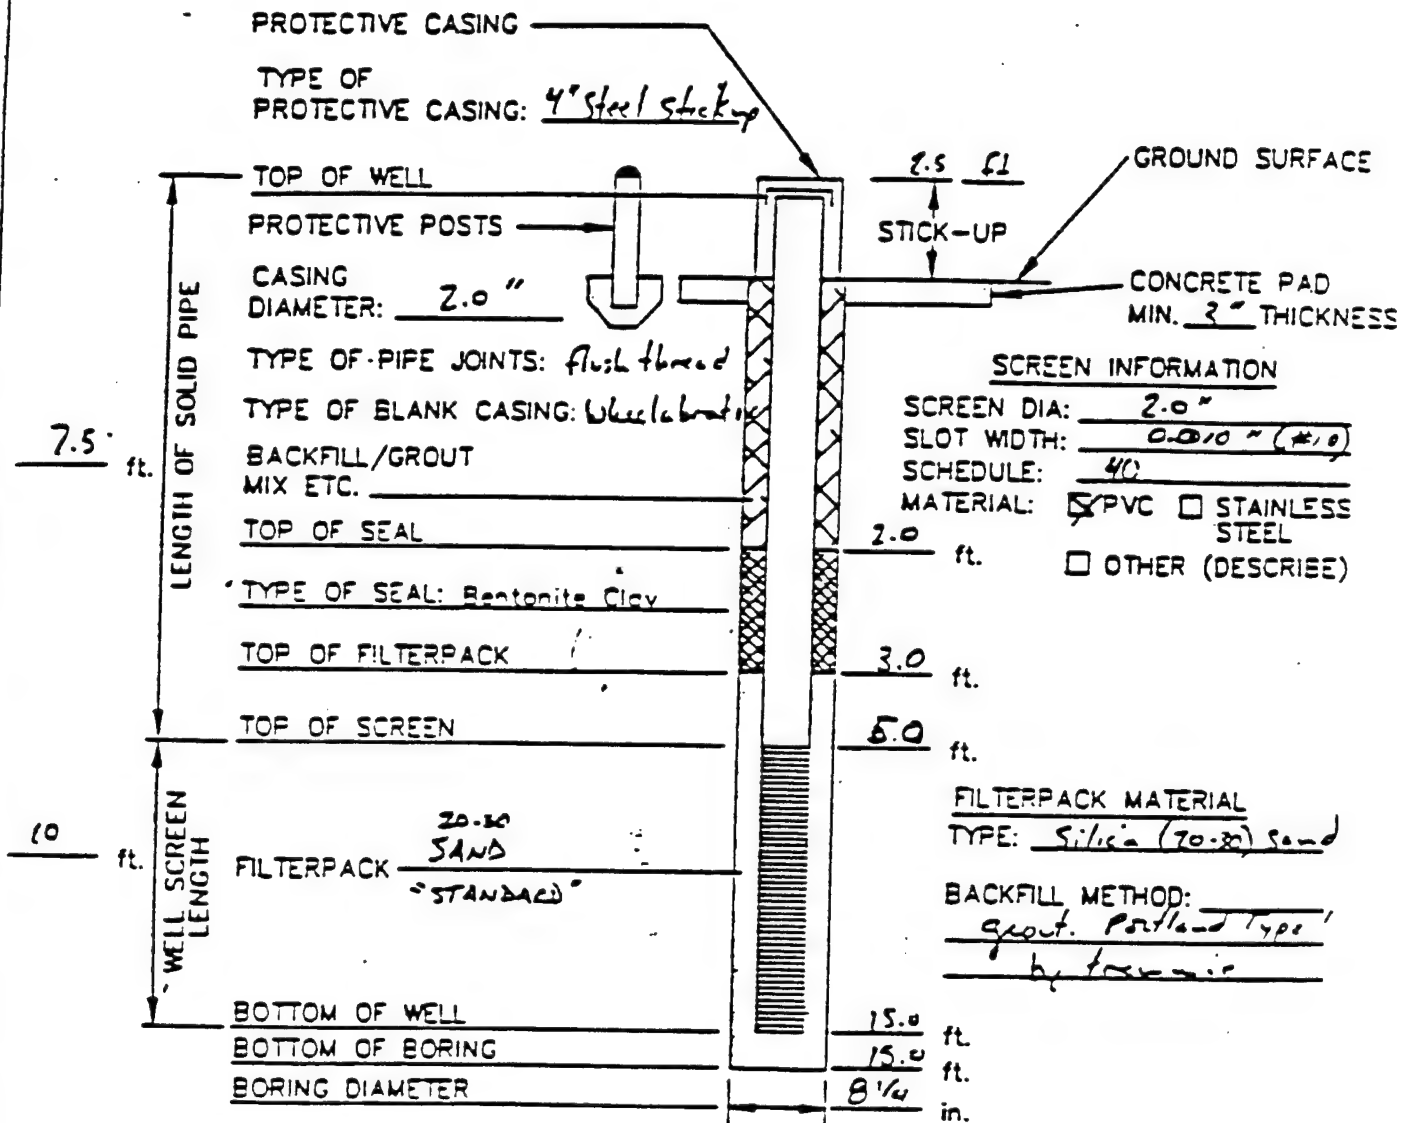 PROTECTIVE CASING
TYPE OF
PROTECTIVE CASING: 4" Steel Stickup
TOP OF WELL
2.5 ft
GROUND SURFACE
PROTECTIVE POSTS
STICK-UP
CASING
DIAMETER: 2.0"
CONCRETE PAD
MIN. 3" THICKNESS
TYPE OF PIPE JOINTS: flush thread
SCREEN INFORMATION
TYPE OF BLANK CASING:
SCREEN DIA: 2.0"
SLOT WIDTH: 0.0010" (#10)
SCHEDULE: 40
7.5 ft.
LENGTH OF SOLID PIPE
BACKFILL/GROUT
MIX ETC.
MATERIAL: PVC STAINLESS
STEEL
OTHER (DESCRIBE)
TOP OF SEAL
2.0 ft.
TYPE OF SEAL: Bentonite Clay
TOP OF FILTERPACK
3.0 ft.
TOP OF SCREEN
5.0 ft.
10 ft.
WELL SCREEN
LENGTH
FILTERPACK
20-30
SAND
"STANDARD"
FILTERPACK MATERIAL
TYPE: Silica (20-30) Sand
BACKFILL METHOD:
grout. Portland Type 1
by tremmie
BOTTOM OF WELL
15.0 ft.
BOTTOM OF BORING
15.0 ft.
BORING DIAMETER
8 1/4 in.